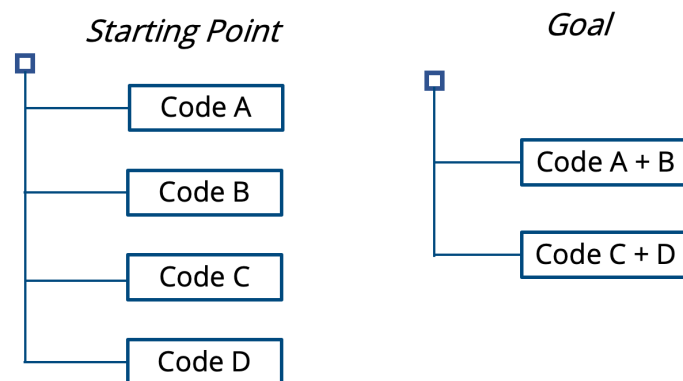 Starting Point
Code A
Code B
Code C
Code D
Goal
Code A + B
Code C + D